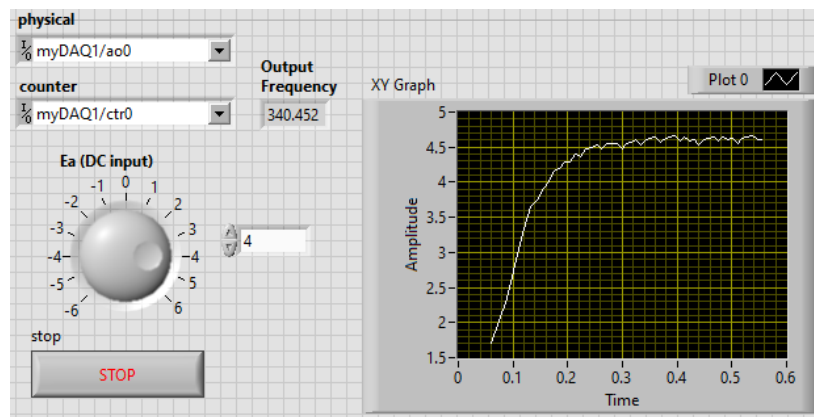 physical
I/0 myDAQ1/ao0
counter
I/0 myDAQ1/ctr0
Output
Frequency
340.452
Ea (DC input)
-6 -5 -4 -3 -2 -1 0 1 2 3 4 5 6
4
stop
STOP
XY Graph
Plot 0
Amplitude
5
4.5
4
3.5
3
2.5
2
1.5
0 0.1 0.2 0.3 0.4 0.5 0.6
Time